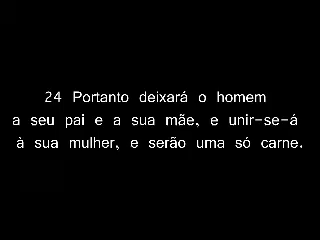 24 Portanto deixará o homem
a seu pai e a sua mãe, e unir-se-á
à sua mulher, e serão uma só carne.